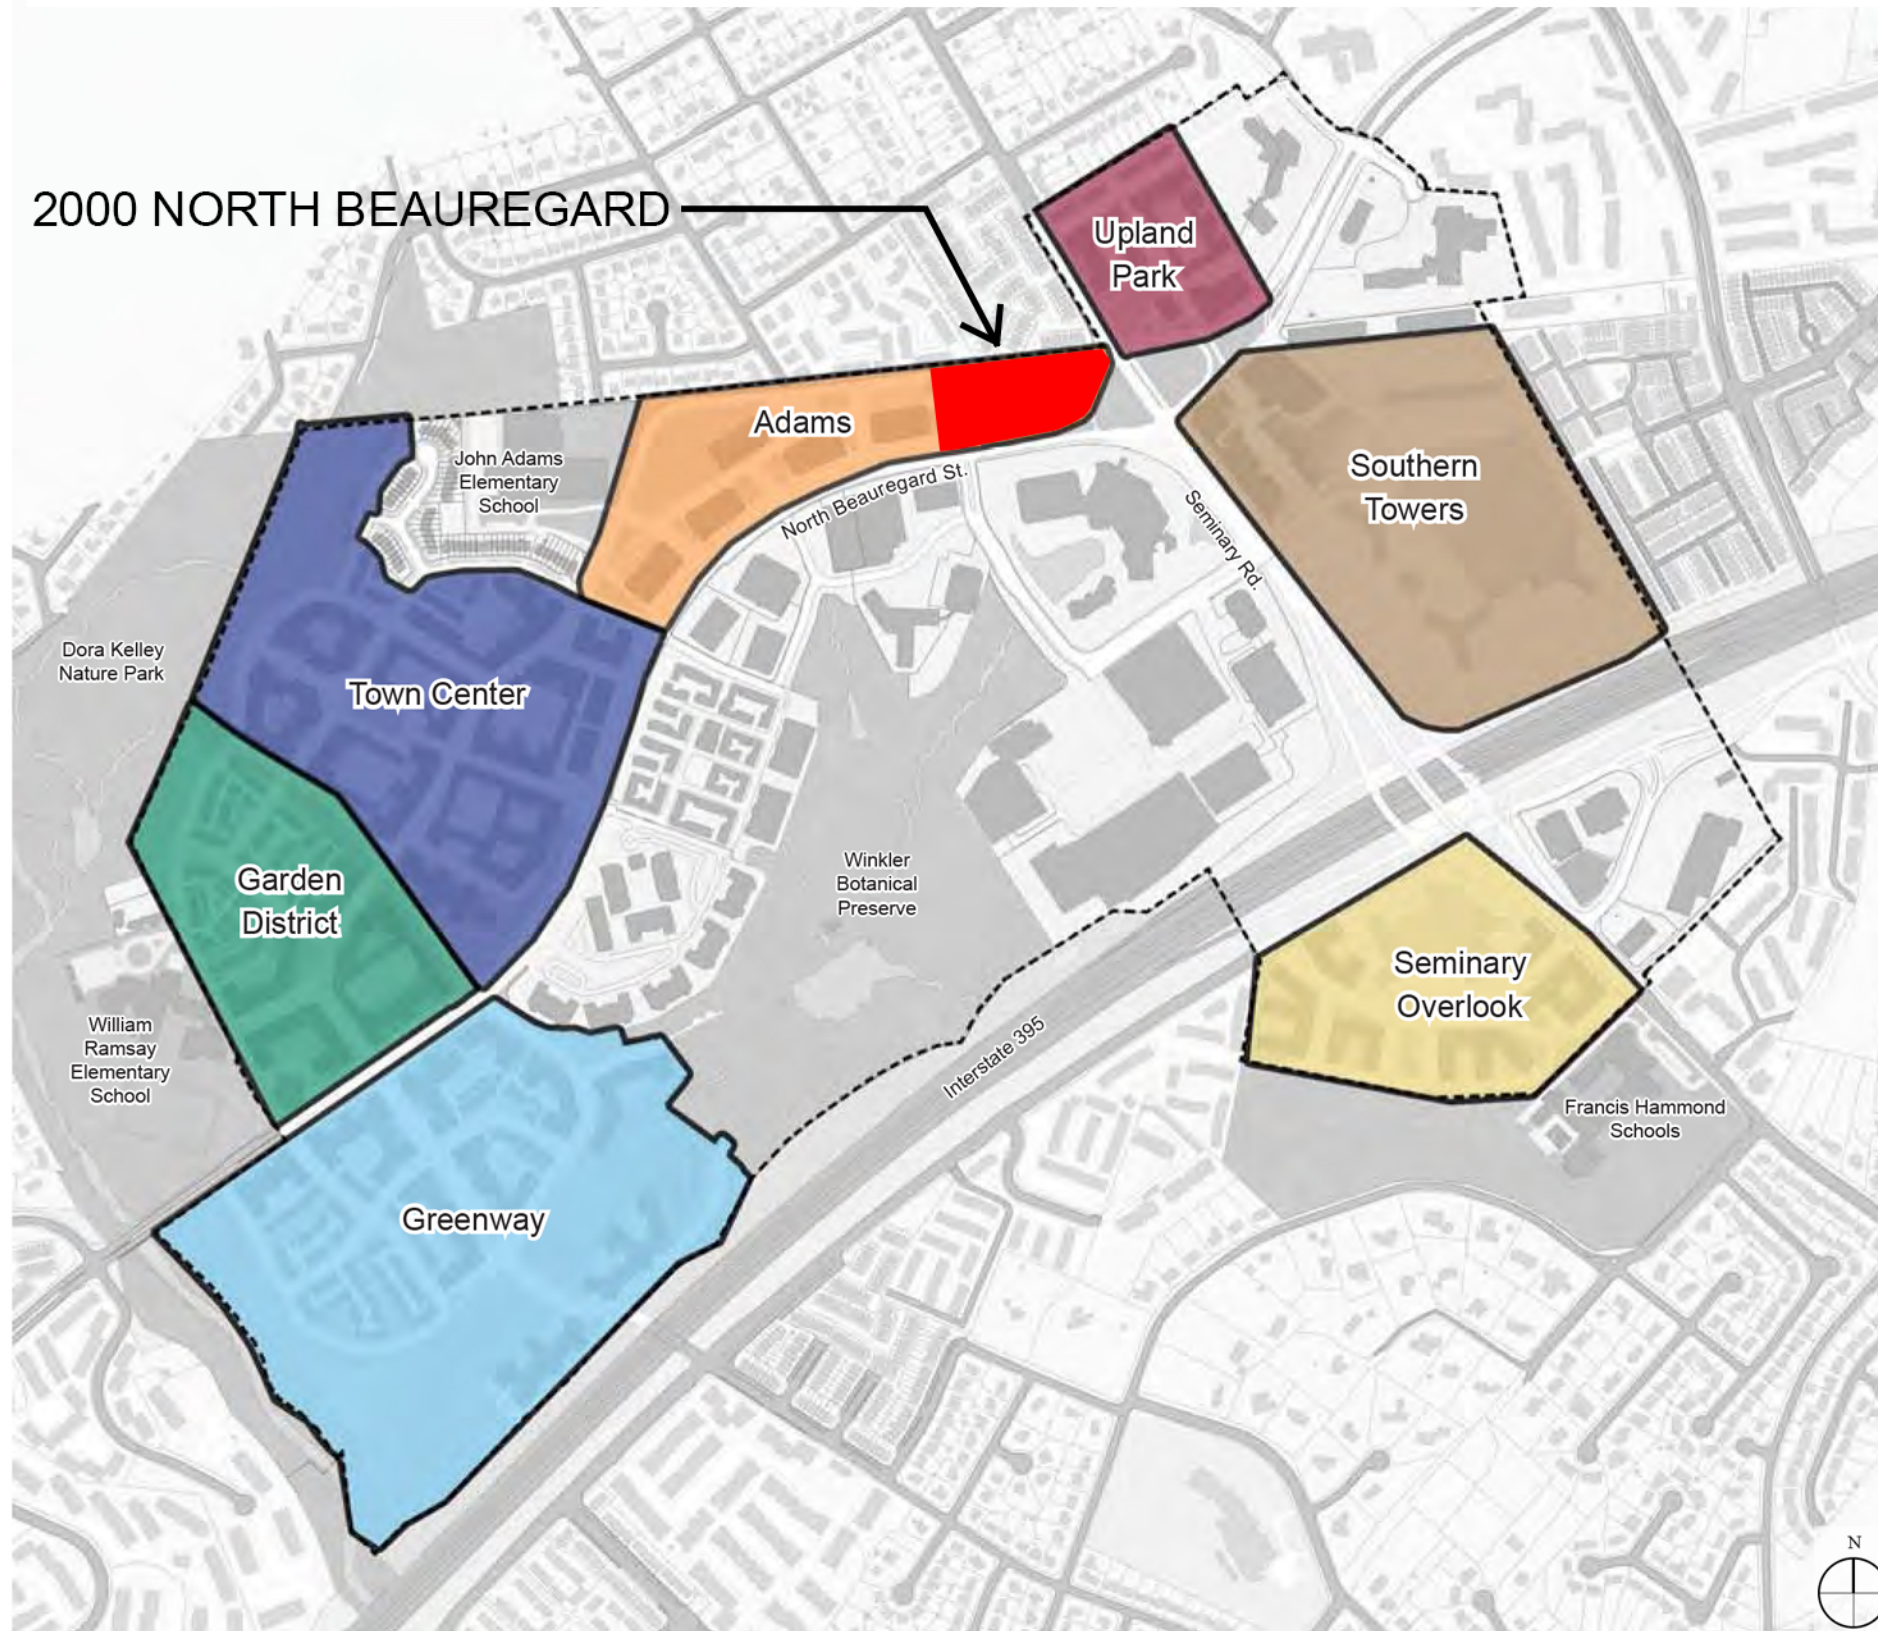 2000 NORTH BEAUREGARD
Upland
Park
Adams
John Adams
Elementary
School
North Beauregard St.
Seminary Rd.
Southern
Towers
Dora Kelley
Nature Park
Town Center
Garden
District
Winkler
Botanical
Preserve
Seminary
Overlook
William
Ramsay
Elementary
School
Interstate 395
Francis Hammond
Schools
Greenway
N